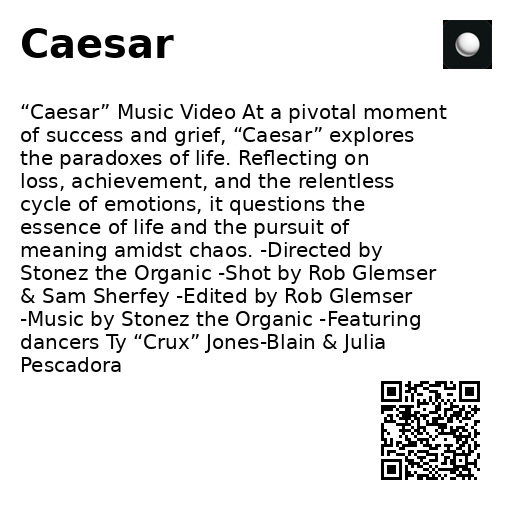 Caesar
“Caesar” Music Video At a pivotal moment
of success and grief, “Caesar” explores
the paradoxes of life. Reflecting on
loss, achievement, and the relentless
cycle of emotions, it questions the
essence of life and the pursuit of
meaning amidst chaos. -Directed by
Stonez the Organic -Shot by Rob Glemser
& Sam Sherfey -Edited by Rob Glemser
-Music by Stonez the Organic -Featuring
dancers Ty “Crux” Jones-Blain & Julia
Pescadora